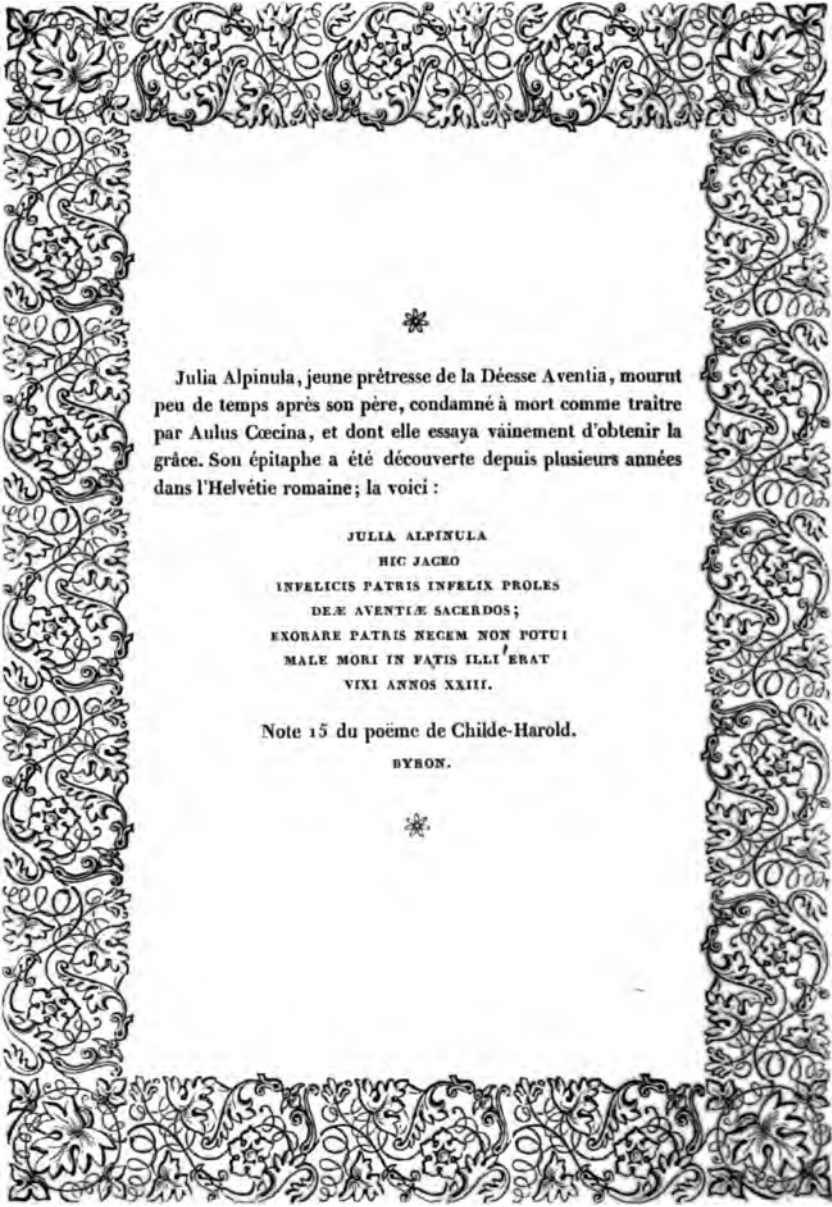 Julia Alpinula, jeune prêtresse de la Déesse Aventia, mourut
peu de temps après son père, condamné à mort comme traître
par Aulus Cœcina, et dont elle essaya vainement d'obtenir la
grâce. Son épitaphe a été découverte depuis plusieurs années
dans l'Helvétie romaine; la voici :
JULIA ALPINULA
HIC JACEO
INFELICIS PATRIS INFELIX PROLES
DEÆ AVENTIÆ SACERDOS;
EXORARE PATRIS NECEM NON POTUI
MALE MORI IN FATIS ILLI ERAT
VIXI ANNOS XXIII.
Note 15 du poëme de Childe-Harold.
BYRON.